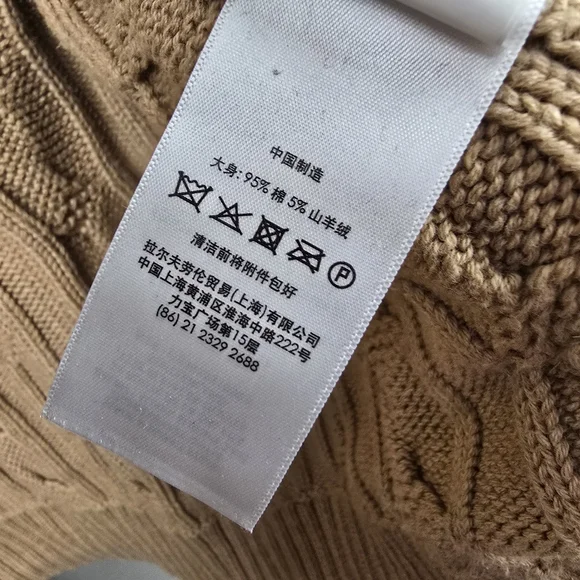 中国制造
大身: 95% 棉 5% 山羊绒
P
清洁前将附件包好
拉尔夫劳伦贸易(上海)有限公司
中国上海黄浦区淮海中路222号
力宝广场第15层
(86) 21 2329 2688